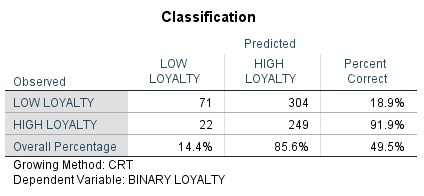 Classification
Predicted
Observed LOW LOYALTY HIGH LOYALTY Percent Correct
LOW LOYALTY 71 304 18.9%
HIGH LOYALTY 22 249 91.9%
Overall Percentage 14.4% 85.6% 49.5%
Growing Method: CRT
Dependent Variable: BINARY LOYALTY